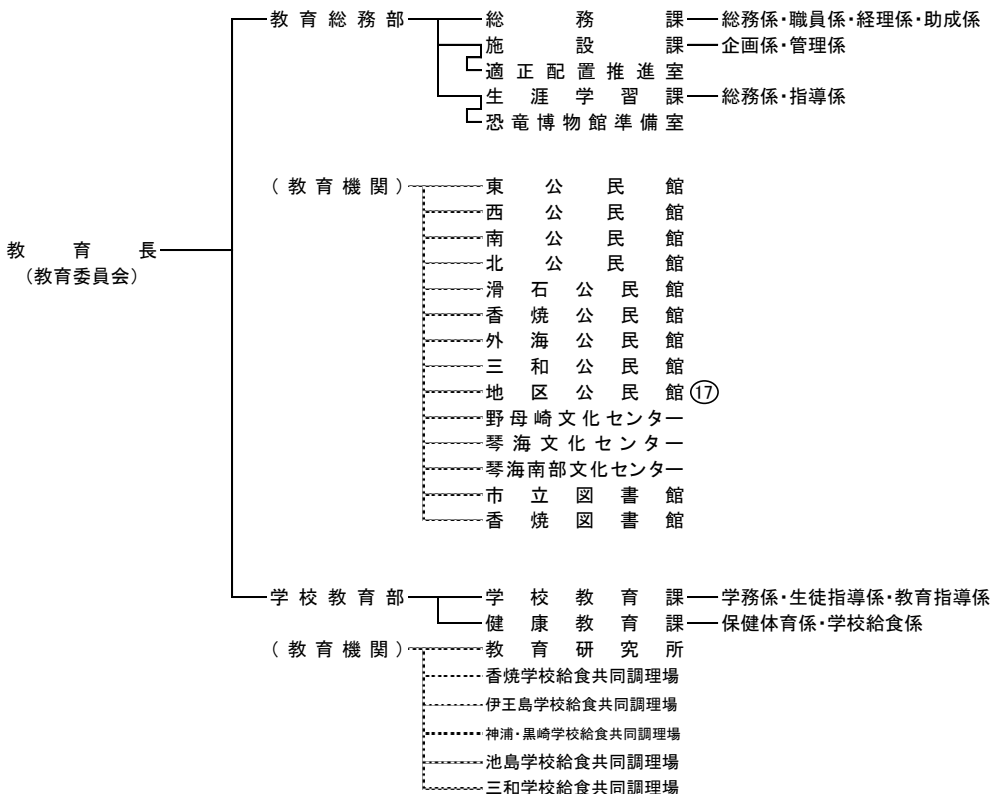 教育総務部 総務課 総務係・職員係・経理係・助成係
施設課 企画係・管理係
適正配置推進室
生涯学習課 総務係・指導係
恐竜博物館準備室
(教育機関) 東公民館
西公民館
南公民館
教育長 北公民館
(教育委員会)
滑石公民館
香焼公民館
外海公民館
三和公民館
地区公民館 ⑰
野母崎文化センター
琴海文化センター
琴海南部文化センター
市立図書館
香焼図書館
学校教育部 学校教育課 学務係・生徒指導係・教育指導係
健康教育課 保健体育係・学校給食係
(教育機関) 教育研究所
香焼学校給食共同調理場
伊王島学校給食共同調理場
神浦・黒崎学校給食共同調理場
池島学校給食共同調理場
三和学校給食共同調理場